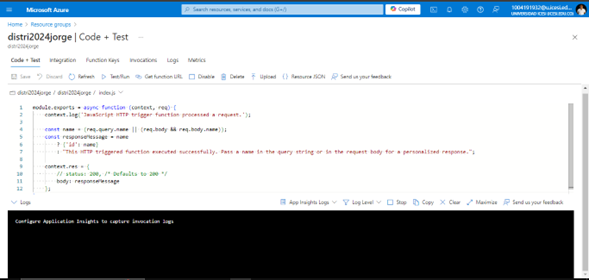 Microsoft Azure
Search resources, services, and docs (G+/)
Copilot
Home > Resource groups >
distri2024jorge | Code + Test ...
distri2024jorge
Code + Test Integration Function Keys Invocations Logs Metrics
Save Discard Refresh Test/Run Get function URL Disable Delete Upload Resource JSON Send us your feedback
distri2024jorge / distri2024jorge / index.js
1 module.exports = async function (context, req) {
2 context.log('JavaScript HTTP trigger function processed a request.');
3
4 const name = (req.query.name || (req.body && req.body.name));
5 const responseMessage = name
6 ? {"id": name}
7 : "This HTTP triggered function executed successfully. Pass a name in the query string or in the request body for a personalized response.";
8
9 context.res = {
10 // status: 200, /* Defaults to 200 */
11 body: responseMessage
12 };
Logs
App Insights Logs Log Level Stop Copy Clear Maximize Send us your feedback
Configure Application Insights to capture invocation logs